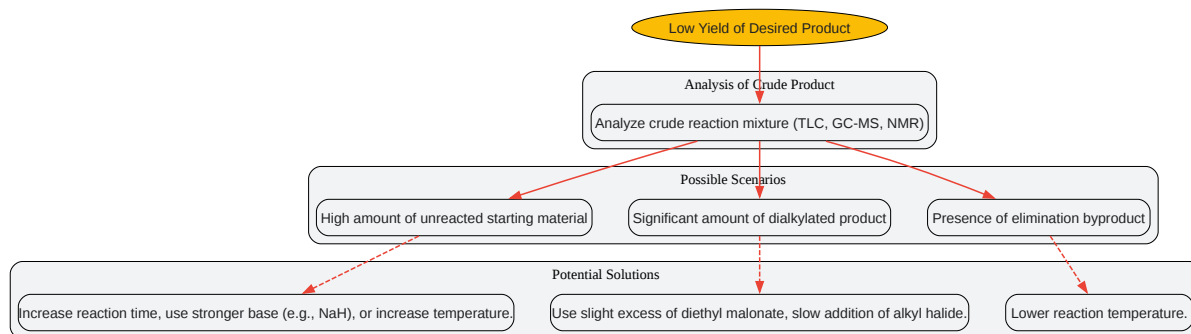 Low Yield of Desired Product
Analysis of Crude Product
Analyze crude reaction mixture (TLC, GC-MS, NMR)
Possible Scenarios
High amount of unreacted starting material
Significant amount of dialkylated product
Presence of elimination byproduct
Potential Solutions
Increase reaction time, use stronger base (e.g., NaH), or increase temperature.
Use slight excess of diethyl malonate, slow addition of alkyl halide.
Lower reaction temperature.